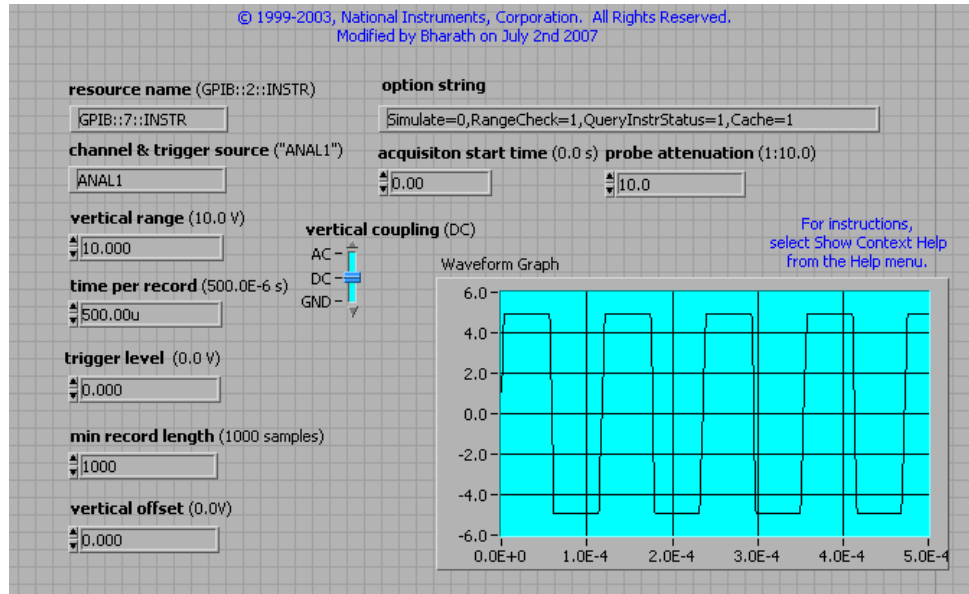 © 1999-2003, National Instruments, Corporation. All Rights Reserved.
Modified by Bharath on July 2nd 2007
resource name (GPIB::2::INSTR)
GPIB::7::INSTR
option string
Simulate=0,RangeCheck=1,QueryInstrStatus=1,Cache=1
channel & trigger source ("ANAL1")
ANAL1
acquisiton start time (0.0 s)
0.00
probe attenuation (1:10.0)
10.0
vertical range (10.0 V)
10.000
vertical coupling (DC)
AC
DC
GND
For instructions,
select Show Context Help
from the Help menu.
time per record (500.0E-6 s)
500.00u
trigger level (0.0 V)
0.000
min record length (1000 samples)
1000
vertical offset (0.0V)
0.000
Waveform Graph
6.0
4.0
2.0
0.0
-2.0
-4.0
-6.0
0.0E+0 1.0E-4 2.0E-4 3.0E-4 4.0E-4 5.0E-4